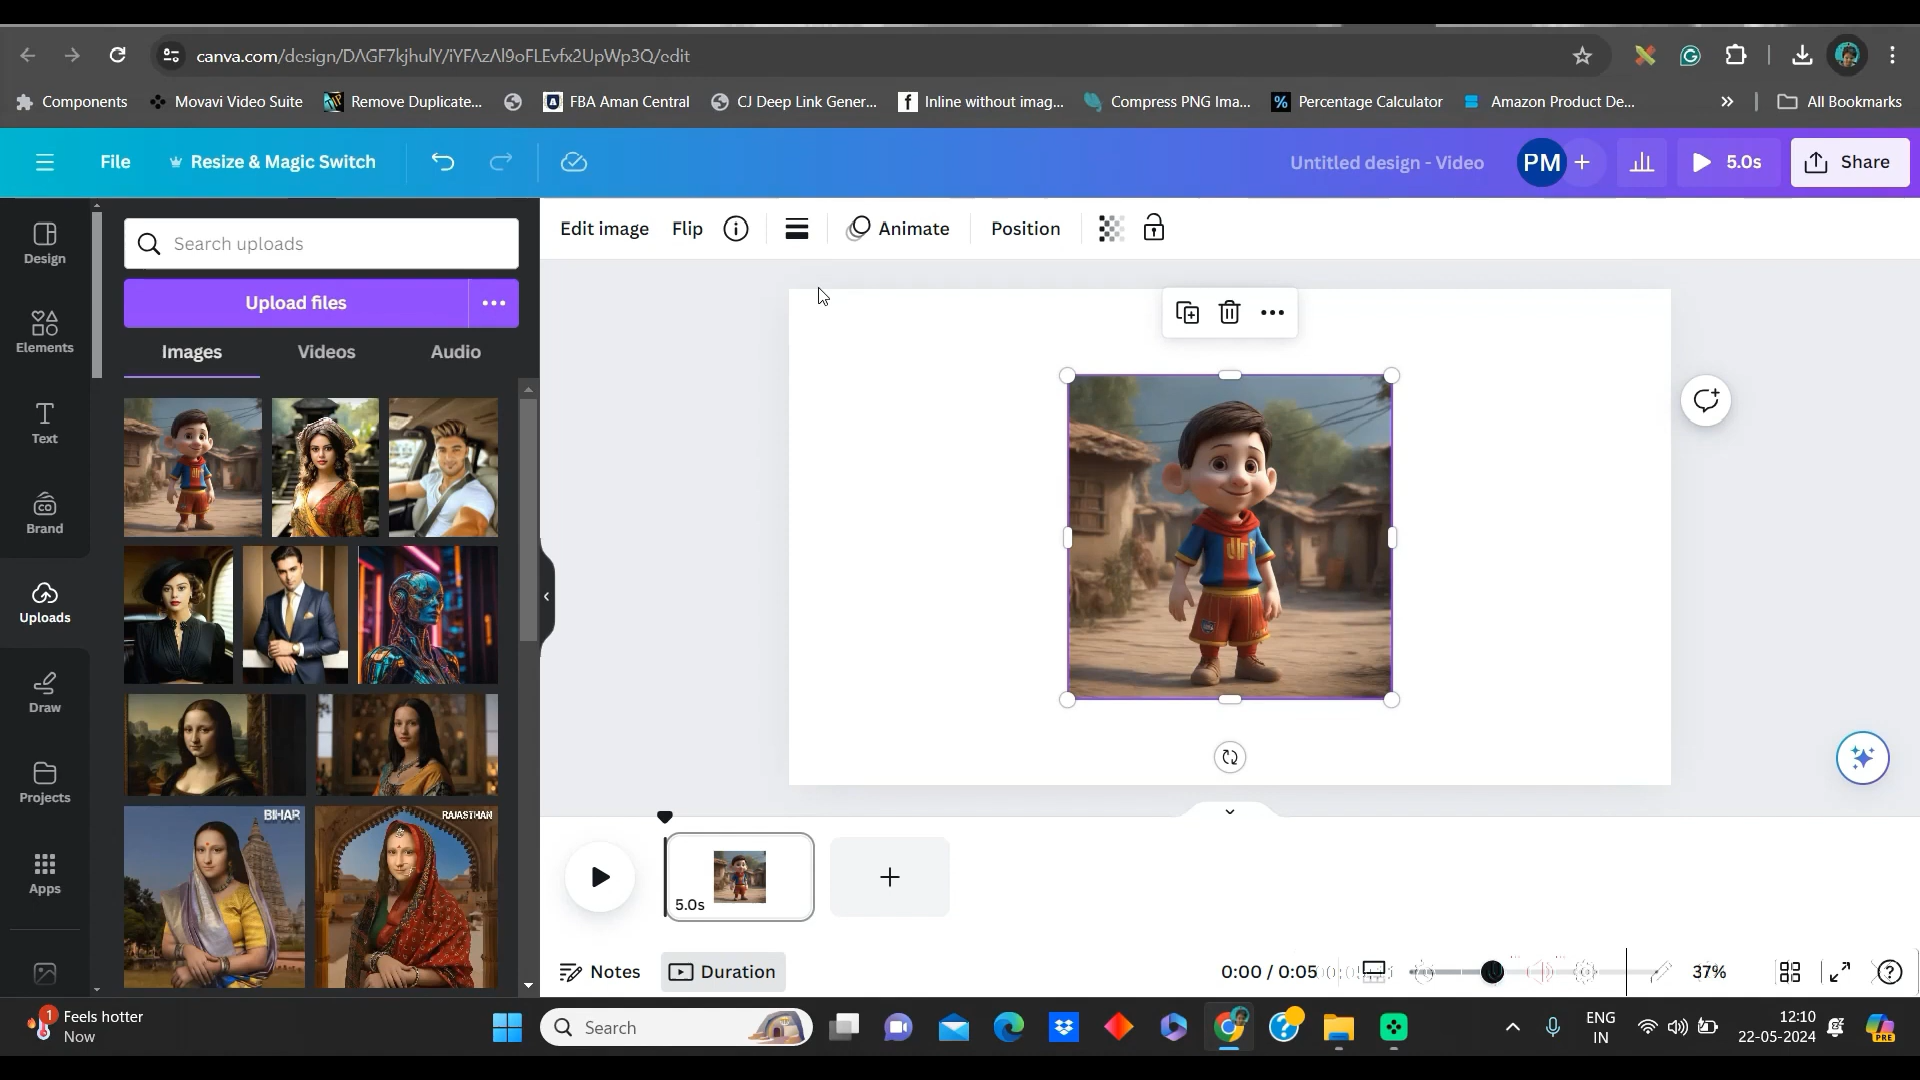 canva.com/design/DAGF7kjhulY/iYFAzAl9oFLEvfx2UpWp3Q/edit
Components
Movavi Video Suite
Remove Duplicate...
FBA Aman Central
CJ Deep Link Gener...
Inline without imag...
Compress PNG Ima...
Percentage Calculator
Amazon Product De...
All Bookmarks
File
Resize & Magic Switch
Untitled design - Video
PM
5.0s
Share
Design
Elements
Text
Brand
Uploads
Draw
Projects
Apps
Search uploads
Upload files
Images Videos Audio
BIHAR
RAJASTHAN
Edit image
Flip
Animate
Position
5.0s
Notes
Duration
0:00 / 0:05
37%
1
Feels hotter
Now
Search
ENG
IN
12:10
22-05-2024
PRE